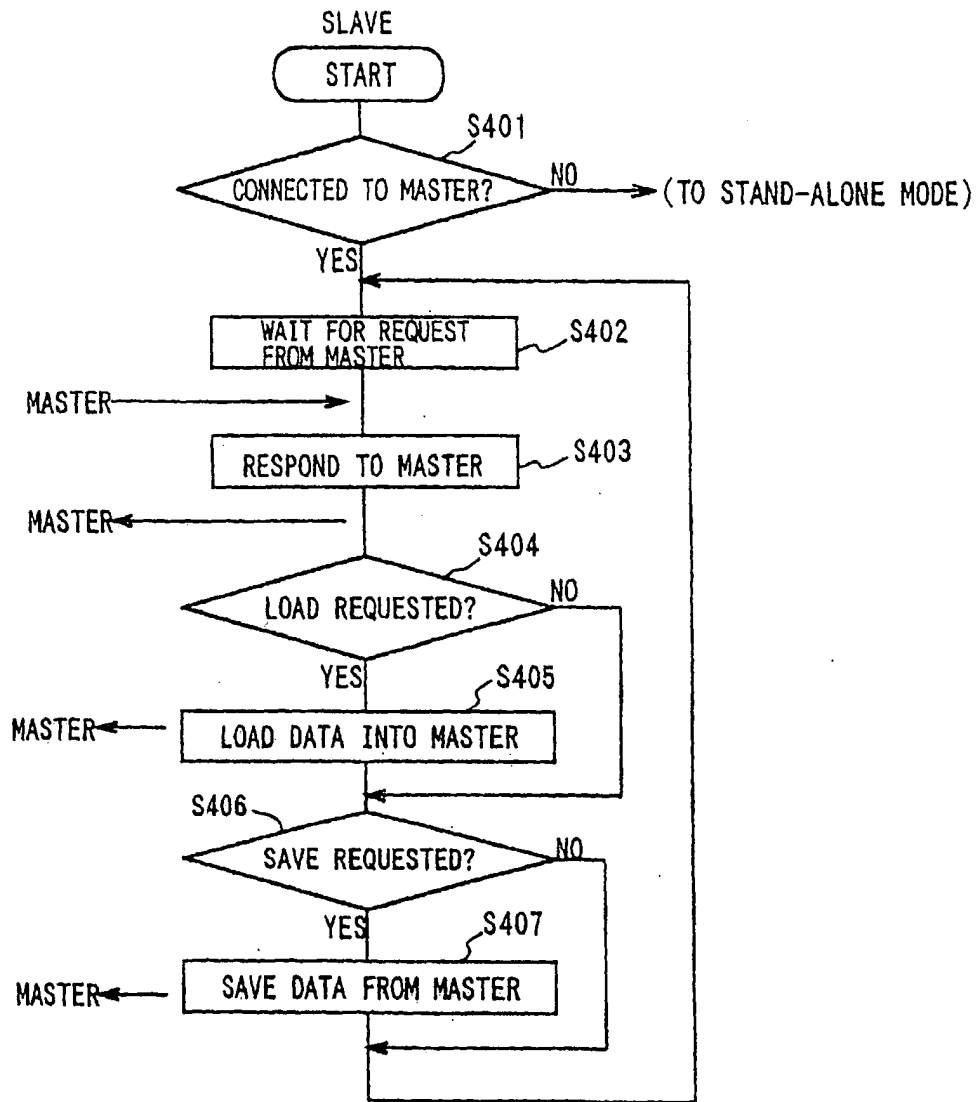 SLAVE
START
S401
CONNECTED TO MASTER?
NO
(TO STAND-ALONE MODE)
YES
WAIT FOR REQUEST
FROM MASTER
S402
MASTER
RESPOND TO MASTER
S403
MASTER
S404
LOAD REQUESTED?
NO
YES
S405
MASTER
LOAD DATA INTO MASTER
S406
SAVE REQUESTED?
NO
YES
S407
MASTER
SAVE DATA FROM MASTER